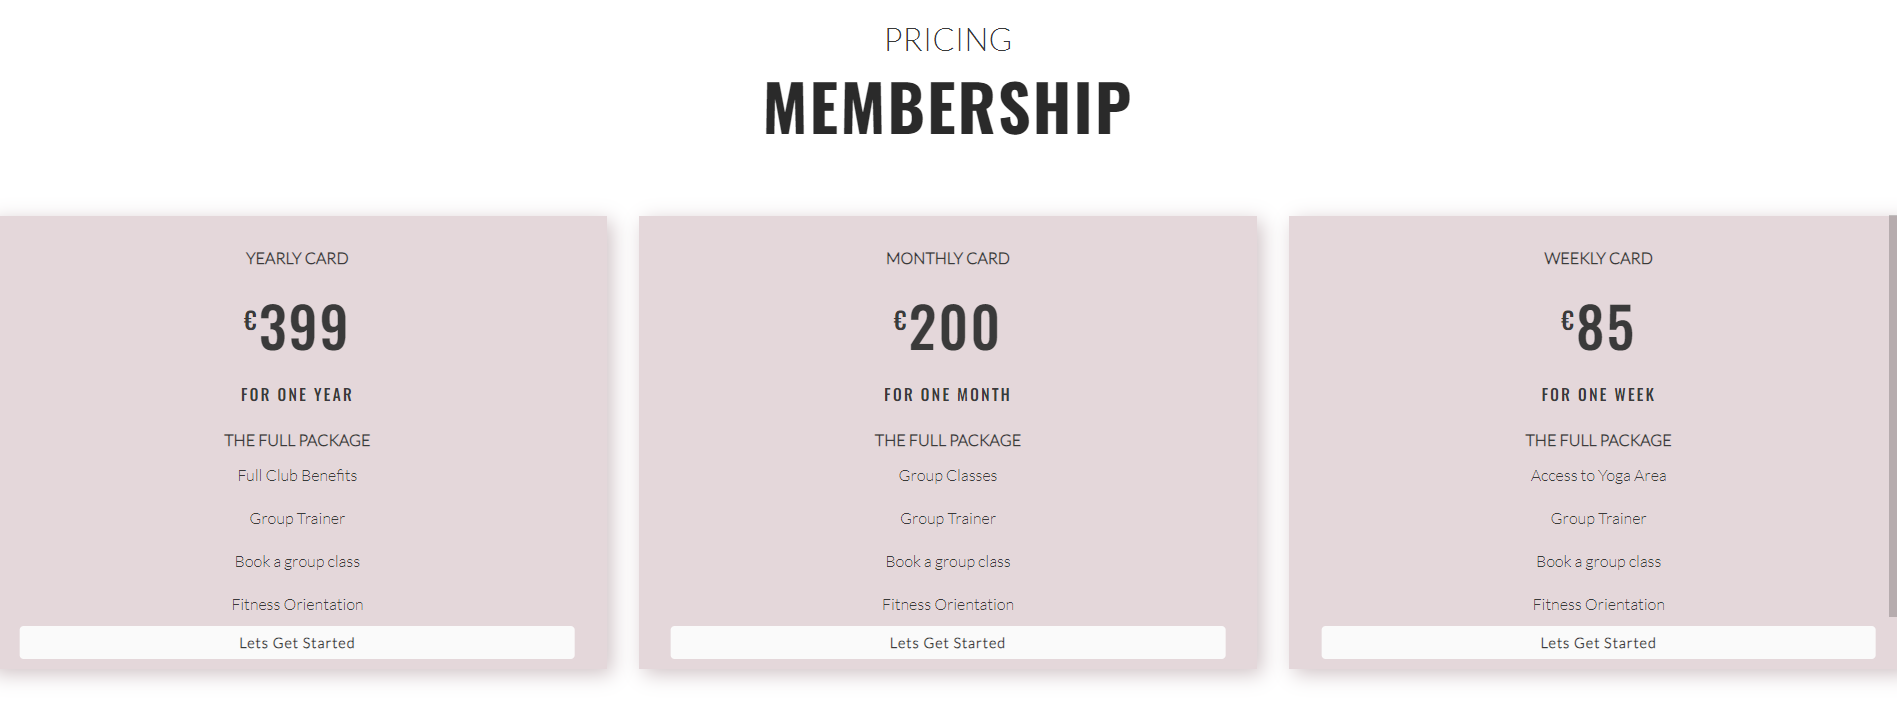 PRICING
MEMBERSHIP
YEARLY CARD
€399
FOR ONE YEAR
THE FULL PACKAGE
Full Club Benefits
Group Trainer
Book a group class
Fitness Orientation
Lets Get Started
MONTHLY CARD
€200
FOR ONE MONTH
THE FULL PACKAGE
Group Classes
Group Trainer
Book a group class
Fitness Orientation
Lets Get Started
WEEKLY CARD
€85
FOR ONE WEEK
THE FULL PACKAGE
Access to Yoga Area
Group Trainer
Book a group class
Fitness Orientation
Lets Get Started